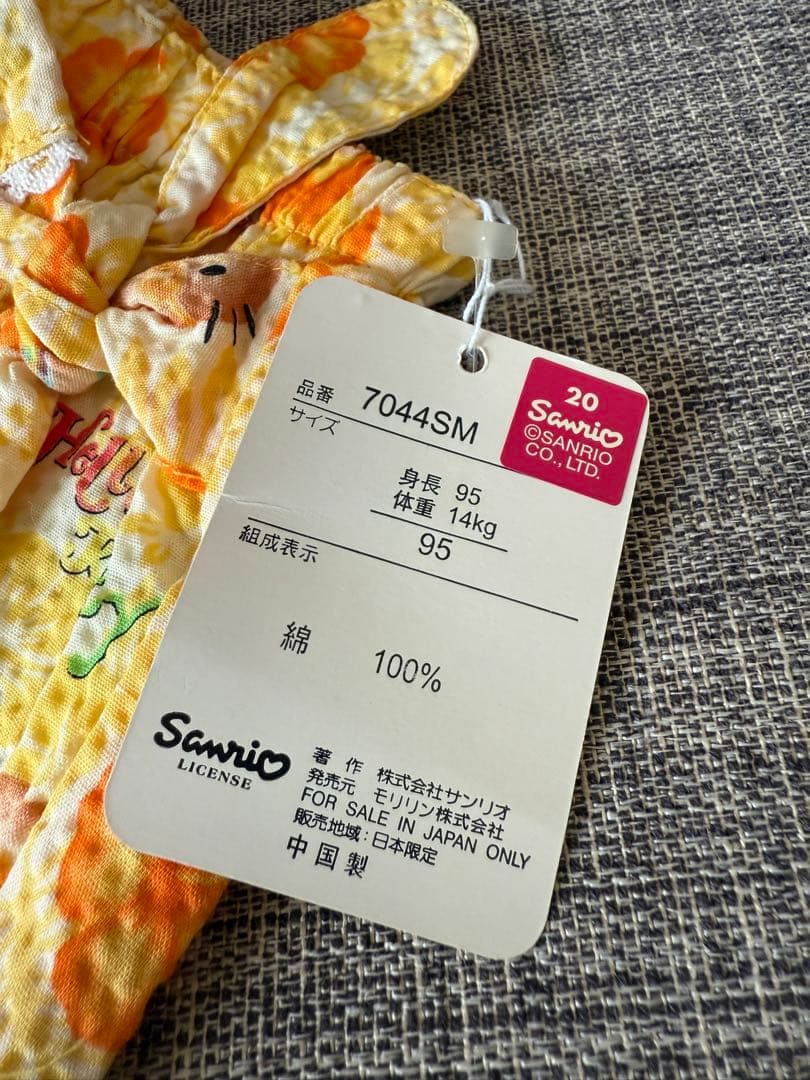 品番 7044SM
サイズ
20
Sanrio
©SANRIO
CO., LTD.
身長 95
体重 14kg
95
組成表示
綿 100%
Sanrio
LICENSE
著作 株式会社サンリオ
発売元 モリリン株式会社
FOR SALE IN JAPAN ONLY
販売地域:日本限定
中国製